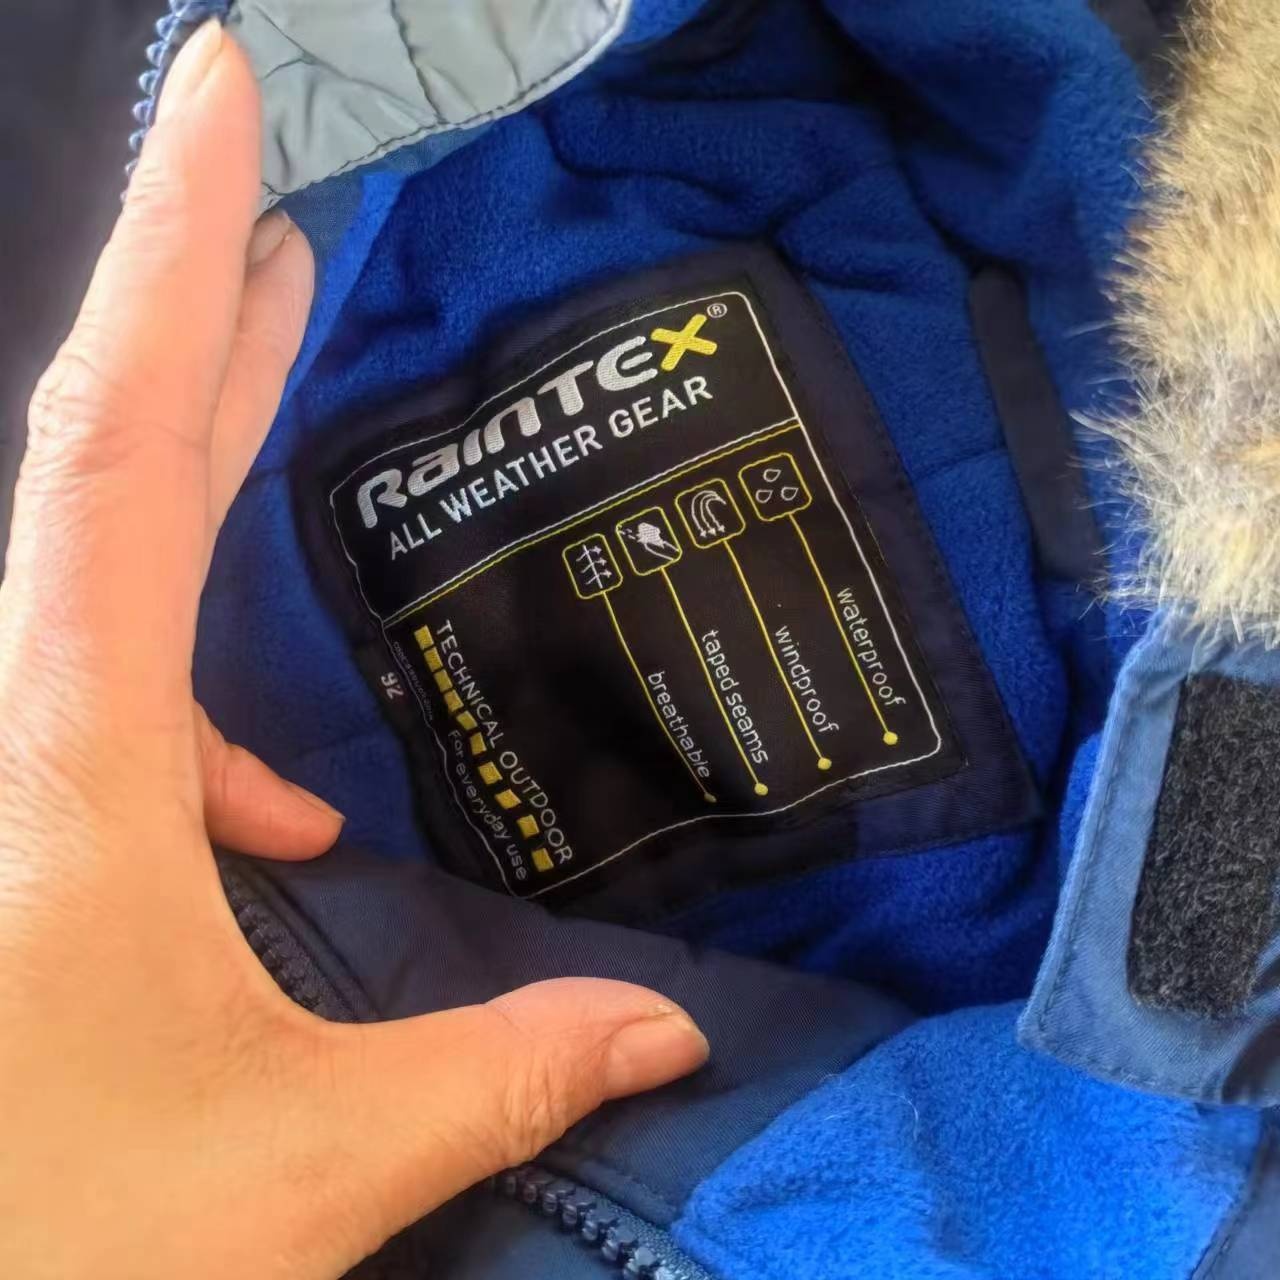 RainTEX®
ALL WEATHER GEAR
waterproof
windproof
taped seams
breathable
TECHNICAL OUTDOOR
For everyday use
92